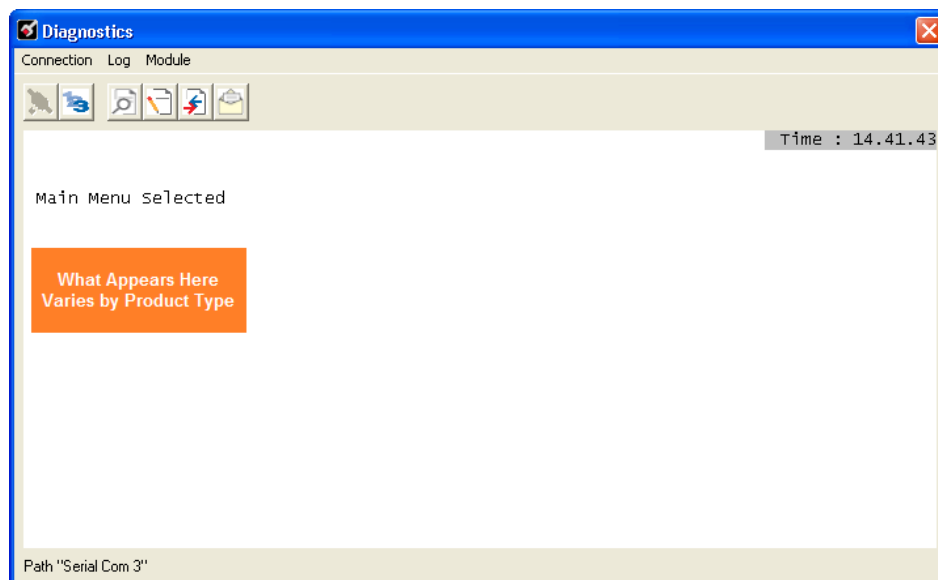 Diagnostics
Connection Log Module
Time : 14.41.43
Main Menu Selected
What Appears Here
Varies by Product Type
Path "Serial Com 3"